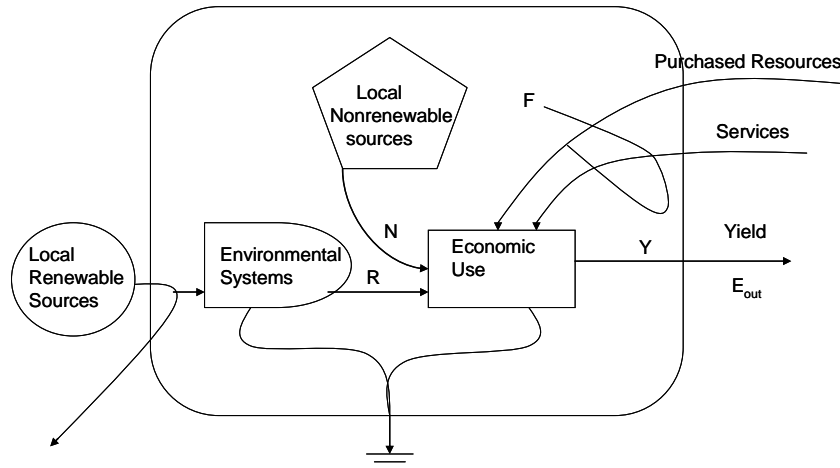 Purchased Resources
Local
Nonrenewable
sources
F
Services
N
Economic
Use
Y
Yield
E_out
Local
Renewable
Sources
Environmental
Systems
R